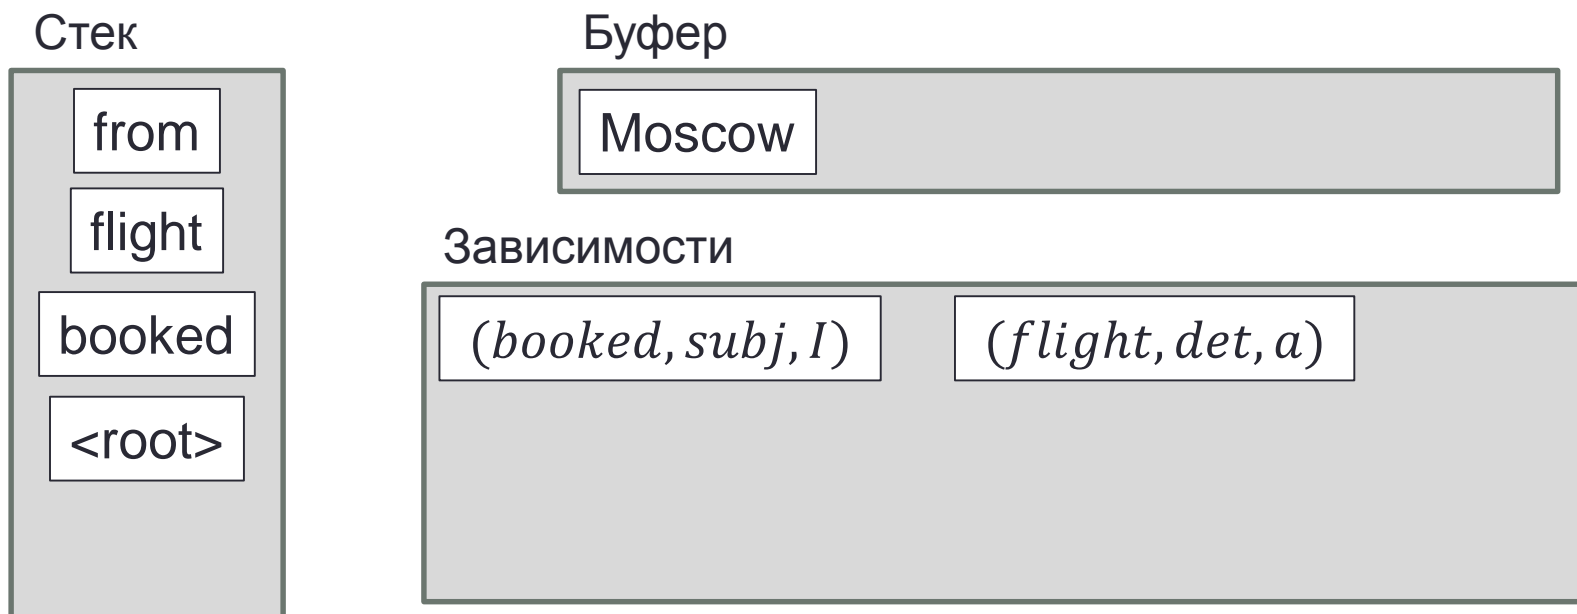 Стек
Буфер
from
flight
booked
<root>
Moscow
Зависимости
(booked, subj, I)
(flight, det, a)